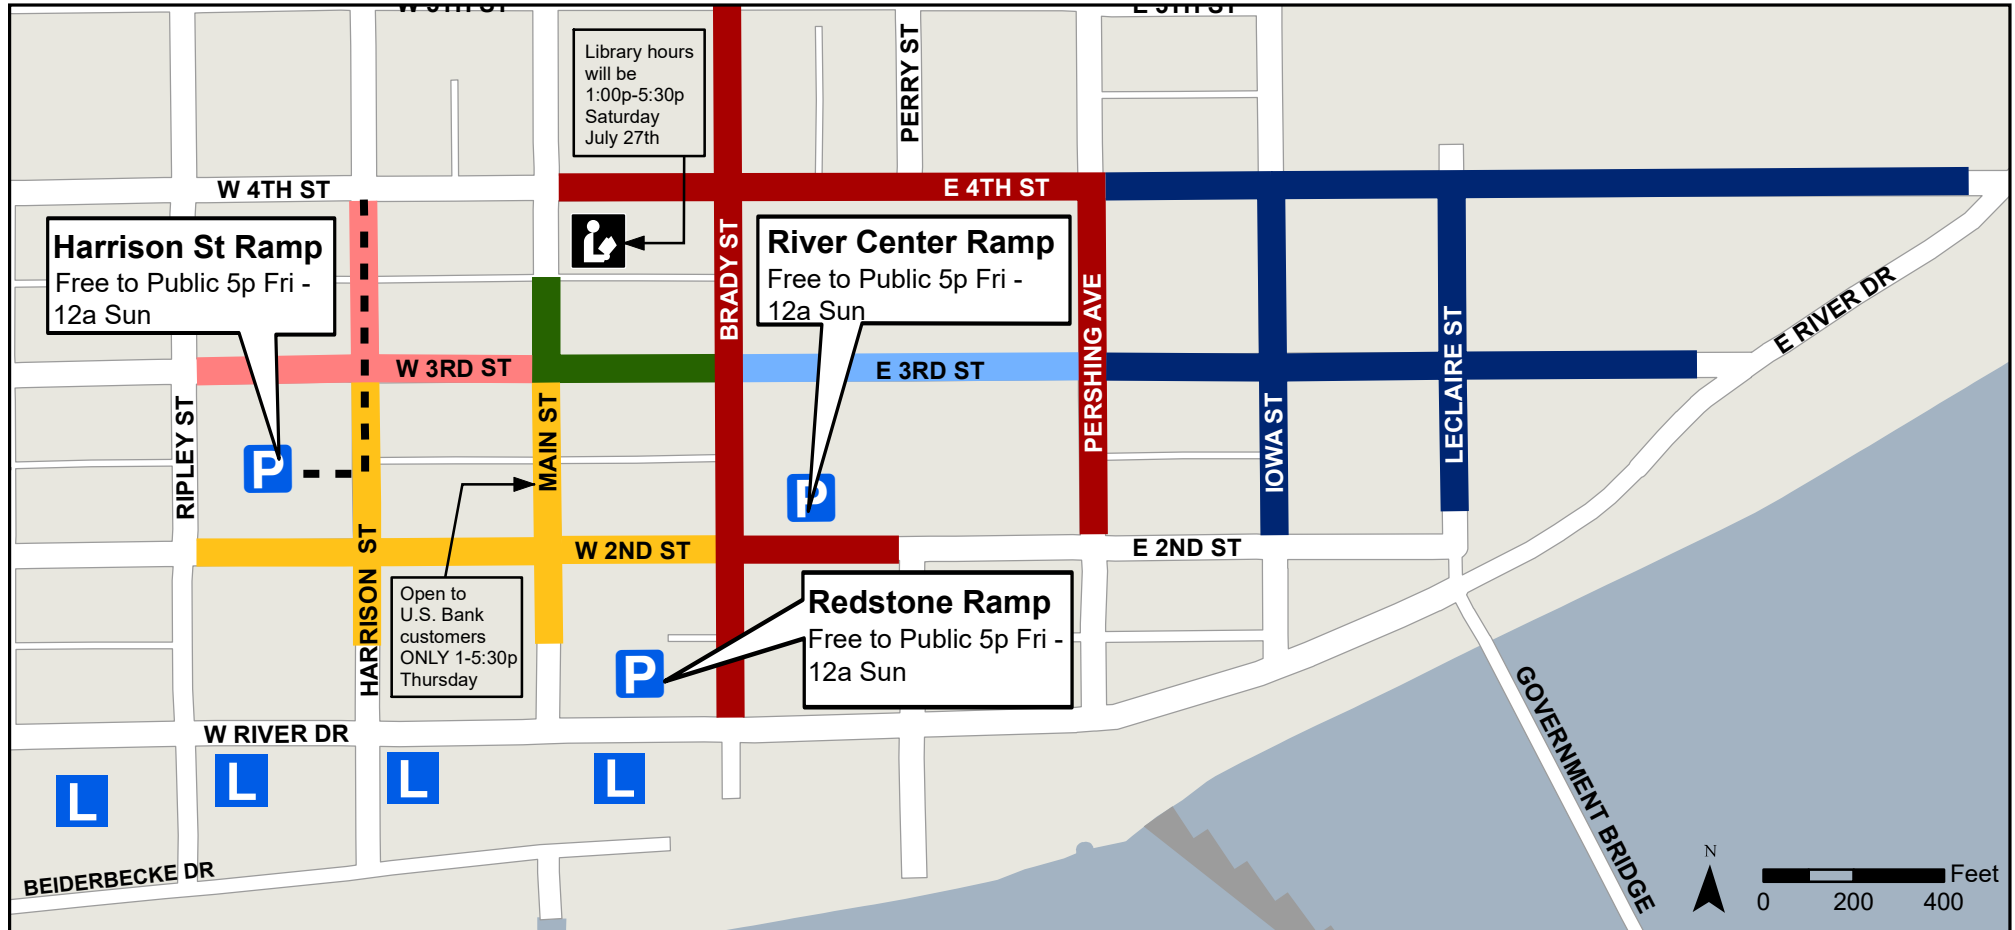 W 5TH ST
E 5TH ST
Library hours
will be
1:00p-5:30p
Saturday
July 27th
PERRY ST
W 4TH ST
E 4TH ST
Harrison St Ramp
Free to Public 5p Fri -
12a Sun
BRADY ST
River Center Ramp
Free to Public 5p Fri -
12a Sun
PERSHING AVE
E RIVER DR
W 3RD ST
E 3RD ST
LECLAIRE ST
RIPLEY ST
MAIN ST
IOWA ST
P
P
HARRISON ST
W 2ND ST
E 2ND ST
Open to
U.S. Bank
customers
ONLY 1-5:30p
Thursday
Redstone Ramp
Free to Public 5p Fri -
12a Sun
P
W RIVER DR
GOVERNMENT BRIDGE
L
L
L
L
BEIDERBECKE DR
N
Feet
0 200 400